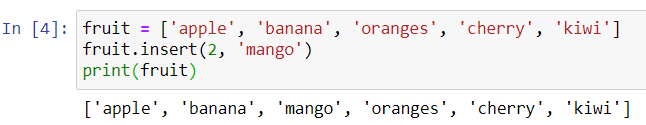 In [4]: fruit = ['apple', 'banana', 'oranges', 'cherry', 'kiwi']
fruit.insert(2, 'mango')
print(fruit)
['apple', 'banana', 'mango', 'oranges', 'cherry', 'kiwi']